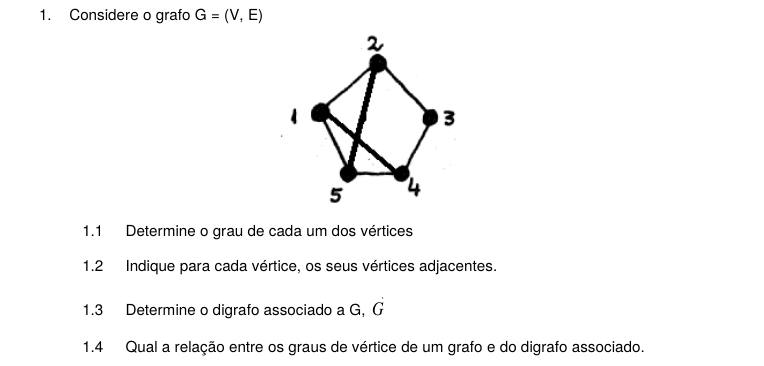 1. Considere o grafo G = (V, E)
2
1
3
5
4
1.1 Determine o grau de cada um dos vértices
1.2 Indique para cada vértice, os seus vértices adjacentes.
1.3 Determine o digrafo associado a G, Ġ
1.4 Qual a relação entre os graus de vértice de um grafo e do digrafo associado.